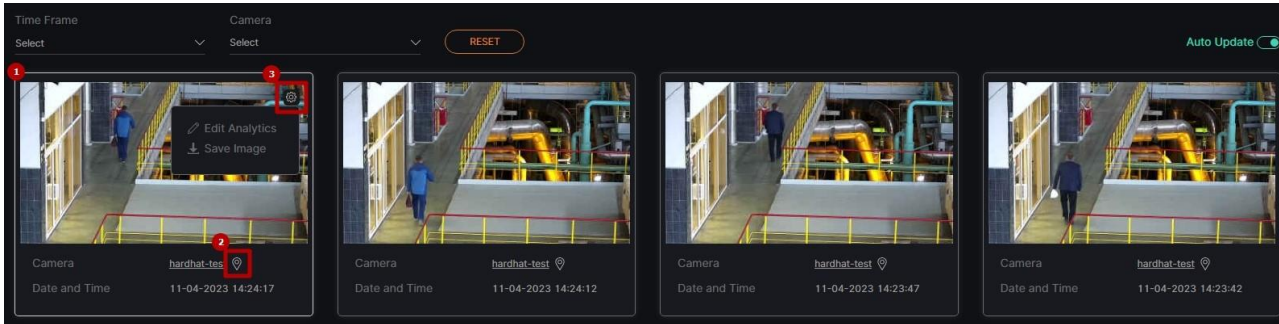 Time Frame Camera
Select Select RESET Auto Update
1 3
Edit Analytics
Save Image
2
Camera hardhat-tes Camera hardhat-test Camera hardhat-test Camera hardhat-test
Date and Time 11-04-2023 14:24:17 Date and Time 11-04-2023 14:24:12 Date and Time 11-04-2023 14:23:47 Date and Time 11-04-2023 14:23:42